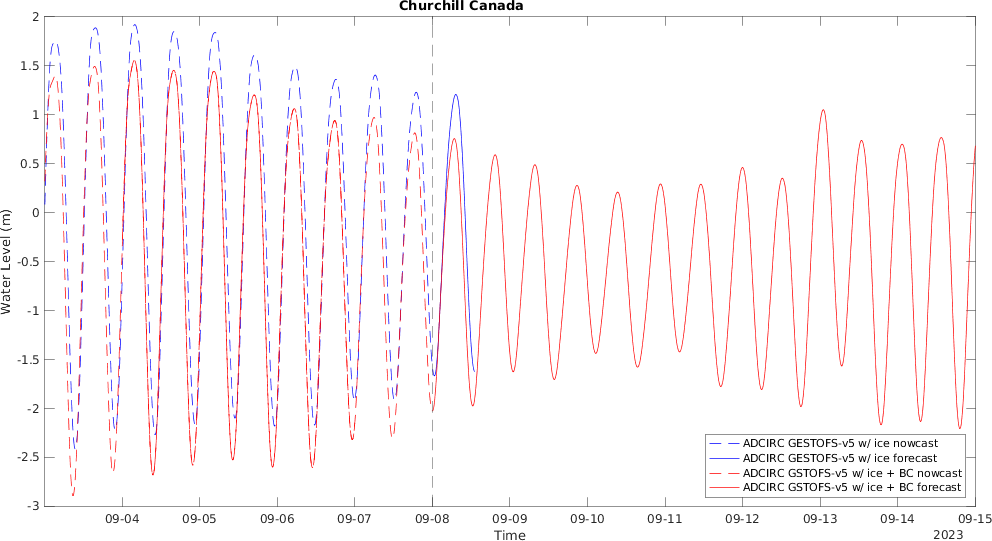 Churchill Canada
2
1.5
1
0.5
0
-0.5
-1
-1.5
-2
-2.5
-3
Water Level (m)
ADCIRC GESTOFS-v5 w/ ice nowcast
ADCIRC GESTOFS-v5 w/ ice forecast
ADCIRC GSTOFS-v5 w/ ice + BC nowcast
ADCIRC GSTOFS-v5 w/ ice + BC forecast
09-04 09-05 09-06 09-07 09-08 09-09 09-10 09-11 09-12 09-13 09-14 09-15
Time
2023